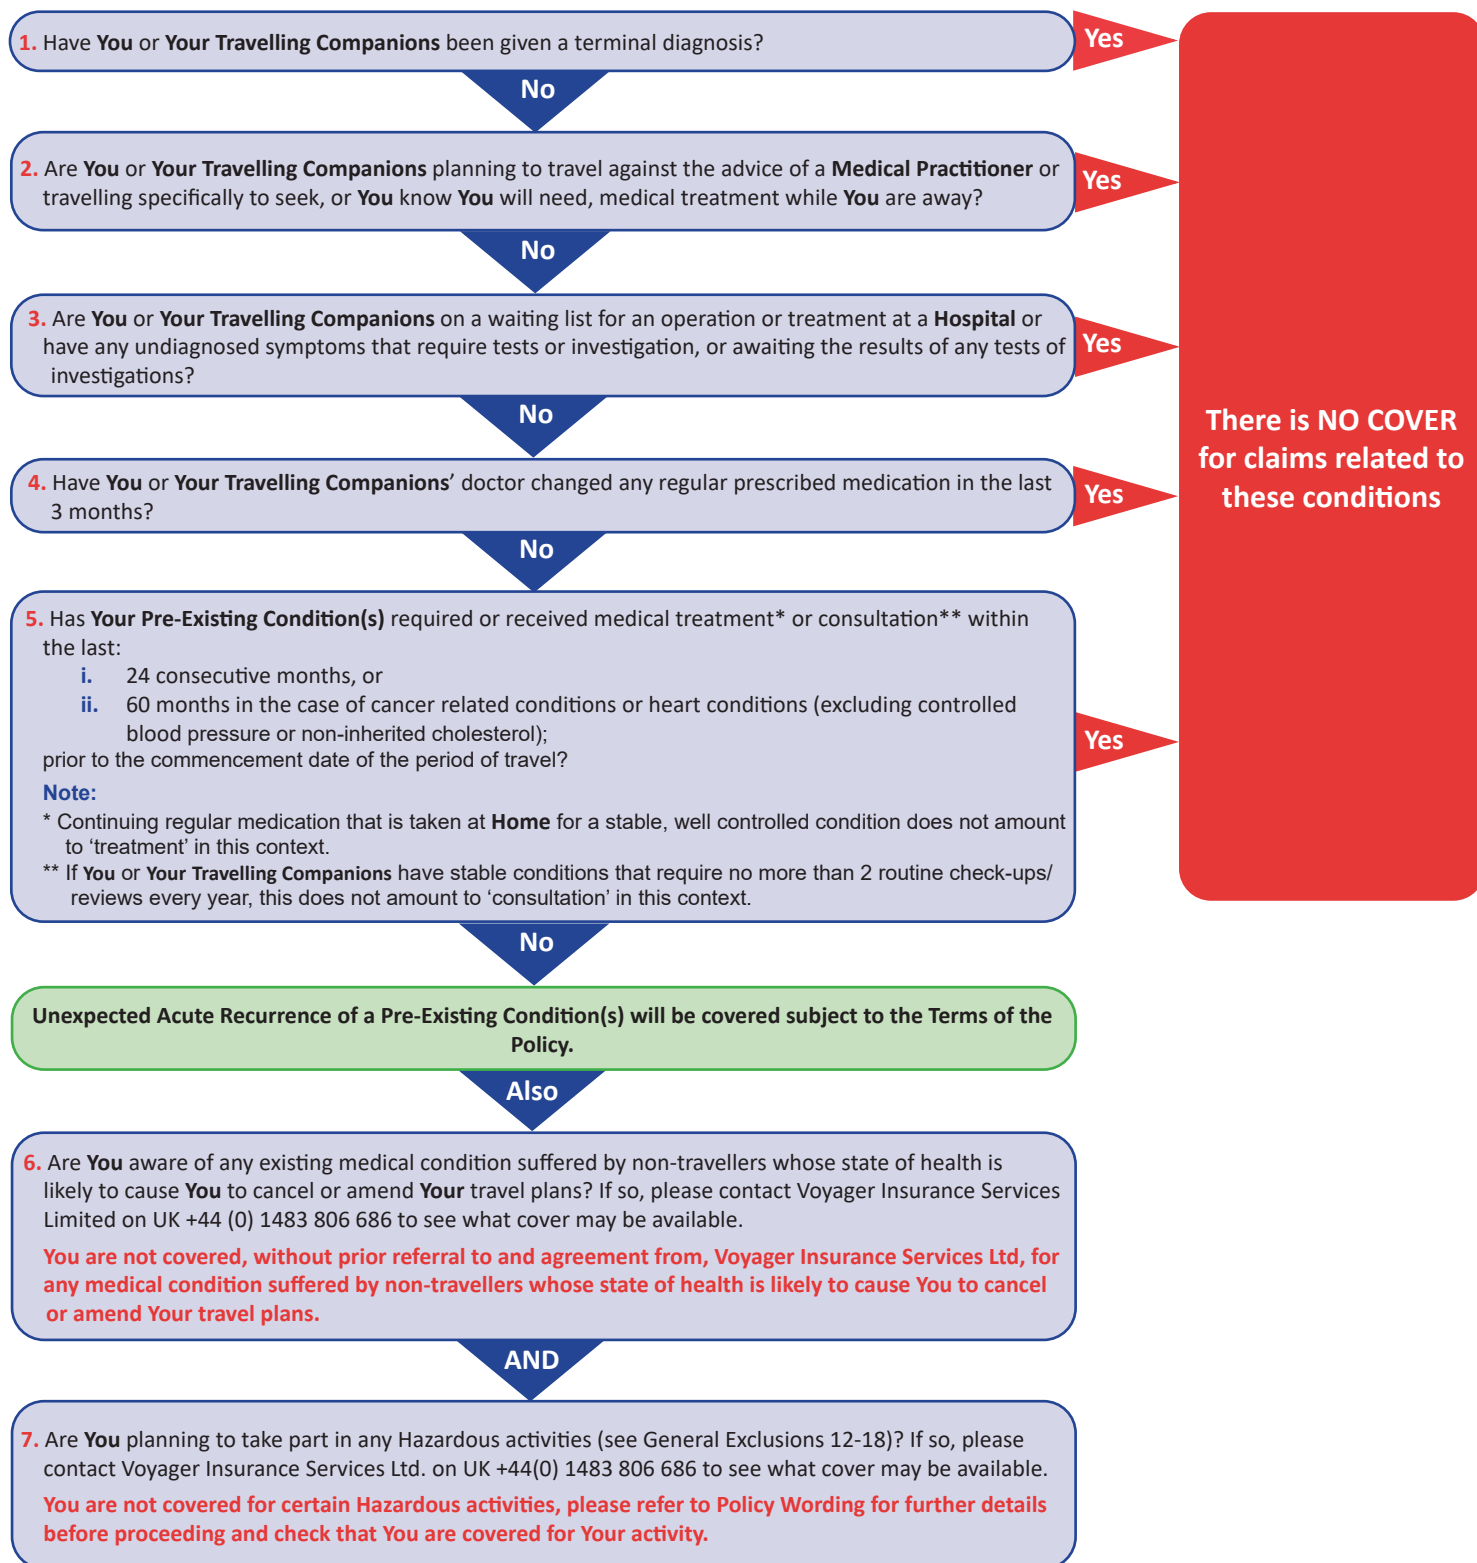 1. Have You or Your Travelling Companions been given a terminal diagnosis?
Yes
No
2. Are You or Your Travelling Companions planning to travel against the advice of a Medical Practitioner or
travelling specifically to seek, or You know You will need, medical treatment while You are away?
Yes
No
3. Are You or Your Travelling Companions on a waiting list for an operation or treatment at a Hospital or
have any undiagnosed symptoms that require tests or investigation, or awaiting the results of any tests of
investigations?
Yes
No
4. Have You or Your Travelling Companions' doctor changed any regular prescribed medication in the last
3 months?
Yes
No
5. Has Your Pre-Existing Condition(s) required or received medical treatment* or consultation** within
the last:
i. 24 consecutive months, or
ii. 60 months in the case of cancer related conditions or heart conditions (excluding controlled
blood pressure or non-inherited cholesterol);
prior to the commencement date of the period of travel?
Note:
* Continuing regular medication that is taken at Home for a stable, well controlled condition does not amount
to ‘treatment’ in this context.
** If You or Your Travelling Companions have stable conditions that require no more than 2 routine check-ups/
reviews every year, this does not amount to ‘consultation’ in this context.
Yes
No
There is NO COVER
for claims related to
these conditions
Unexpected Acute Recurrence of a Pre-Existing Condition(s) will be covered subject to the Terms of the
Policy.
Also
6. Are You aware of any existing medical condition suffered by non-travellers whose state of health is
likely to cause You to cancel or amend Your travel plans? If so, please contact Voyager Insurance Services
Limited on UK +44 (0) 1483 806 686 to see what cover may be available.
You are not covered, without prior referral to and agreement from, Voyager Insurance Services Ltd, for
any medical condition suffered by non-travellers whose state of health is likely to cause You to cancel
or amend Your travel plans.
AND
7. Are You planning to take part in any Hazardous activities (see General Exclusions 12-18)? If so, please
contact Voyager Insurance Services Ltd. on UK +44(0) 1483 806 686 to see what cover may be available.
You are not covered for certain Hazardous activities, please refer to Policy Wording for further details
before proceeding and check that You are covered for Your activity.